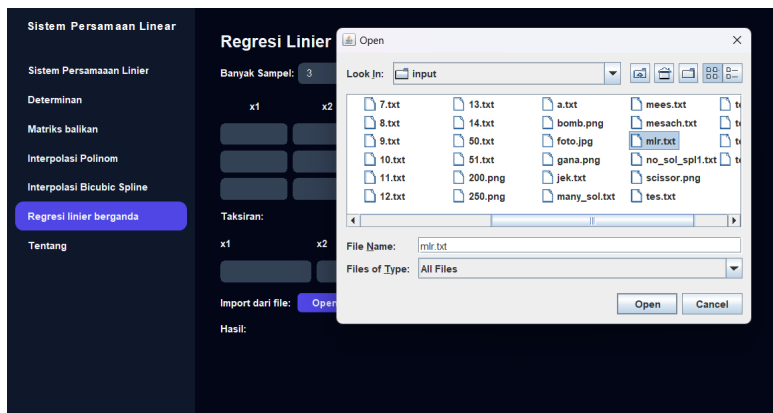 Sistem Persamaan Linear
Sistem Persamaaan Linier
Determinan
Matriks balikan
Interpolasi Polinom
Interpolasi Bicubic Spline
Regresi linier berganda
Tentang
Regresi Linier
Banyak Sampel: 3
x1 x2
Taksiran:
x1 x2
Import dari file: Open
Hasil:
Open
Look In: input
7.txt 13.txt a.txt mees.txt
8.txt 14.txt bomb.png mesach.txt
9.txt 50.txt foto.jpg mlr.txt
10.txt 51.txt gana.png no_sol_spl1.txt
11.txt 200.png jek.txt scissor.png
12.txt 250.png many_sol.txt tes.txt
File Name: mlr.txt
Files of Type: All Files
Open Cancel